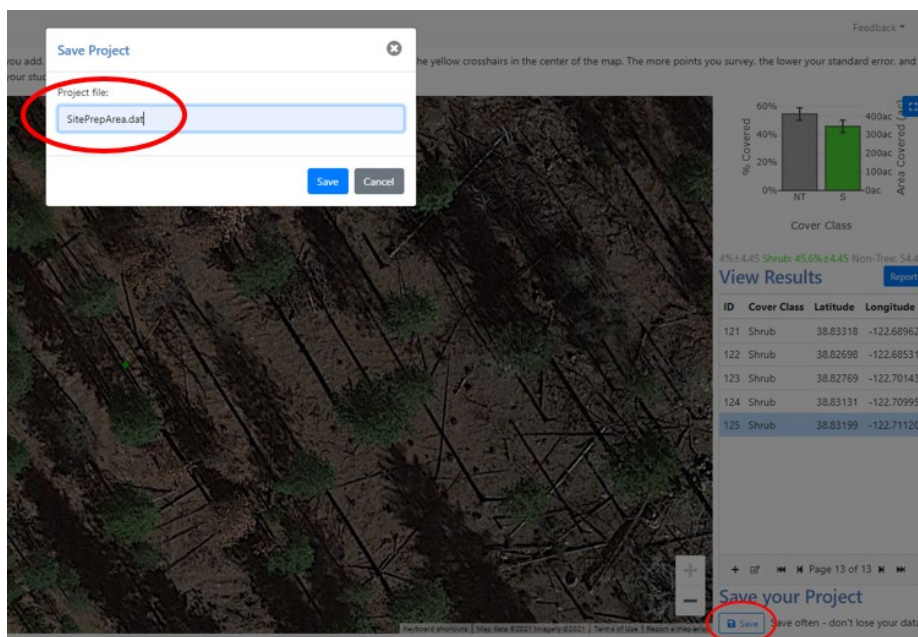 Feedback
Save Project
you add,
he yellow crosshairs in the center of the map. The more points you survey, the lower your standard error, and
your stu
Project file:
SitePrepArea.dat
Save Cancel
60%
40%
20%
0%
% Covered
NT S
400ac
300ac
200ac
100ac
0ac
Area Covered (ac)
Cover Class
4%±4.45 Shrub: 45.6%±4.45 Non-Tree: 54.4
View Results
Report
ID Cover Class Latitude Longitude
121 Shrub 38.83318 -122.68962
122 Shrub 38.82698 -122.68531
123 Shrub 38.82769 -122.70143
124 Shrub 38.83131 -122.70995
125 Shrub 38.83199 -122.71120
Page 13 of 13
Save your Project
Save Save often - don't lose your data
Keyboard shortcuts Map data ©2021 Imagery ©2021 Terms of Use Report a map erro